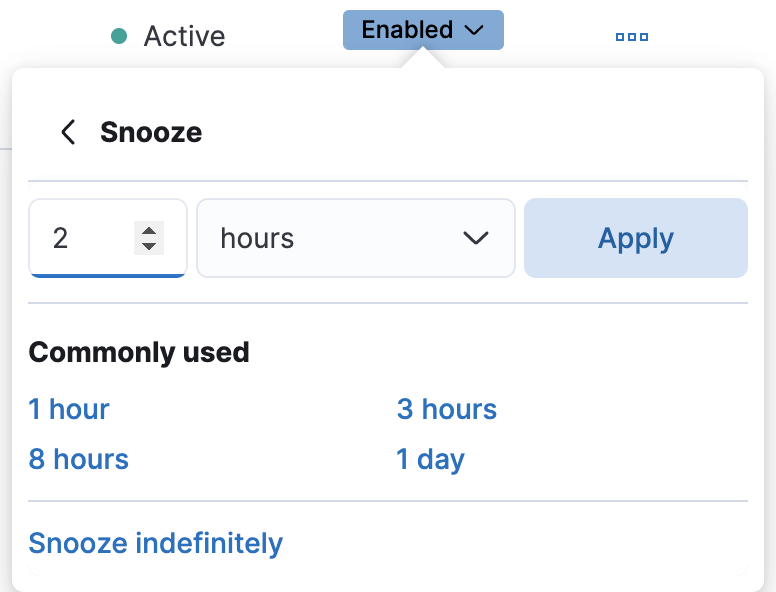 Active Enabled
Snooze
2 hours Apply
Commonly used
1 hour 3 hours
8 hours 1 day
Snooze indefinitely